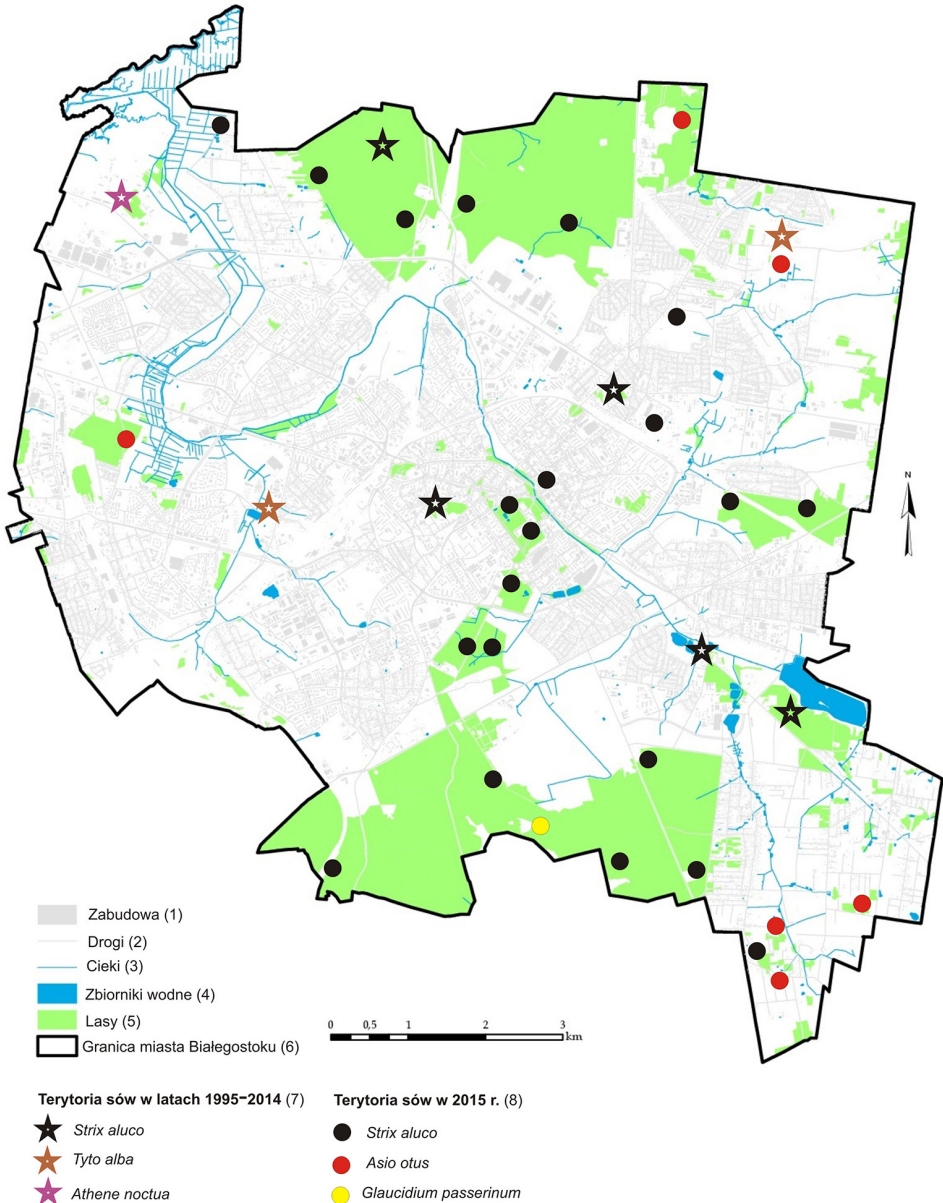 N
Zabudowa (1)
Drogi (2)
Cieki (3)
Zbiorniki wodne (4)
Lasy (5)
Granica miasta Białegostoku (6)
0 0,5 1 2 3
km
Terytoria sów w latach 1995–2014 (7)
Strix aluco
Tyto alba
Athene noctua
Terytoria sów w 2015 r. (8)
Strix aluco
Asio otus
Glaucidium passerinum